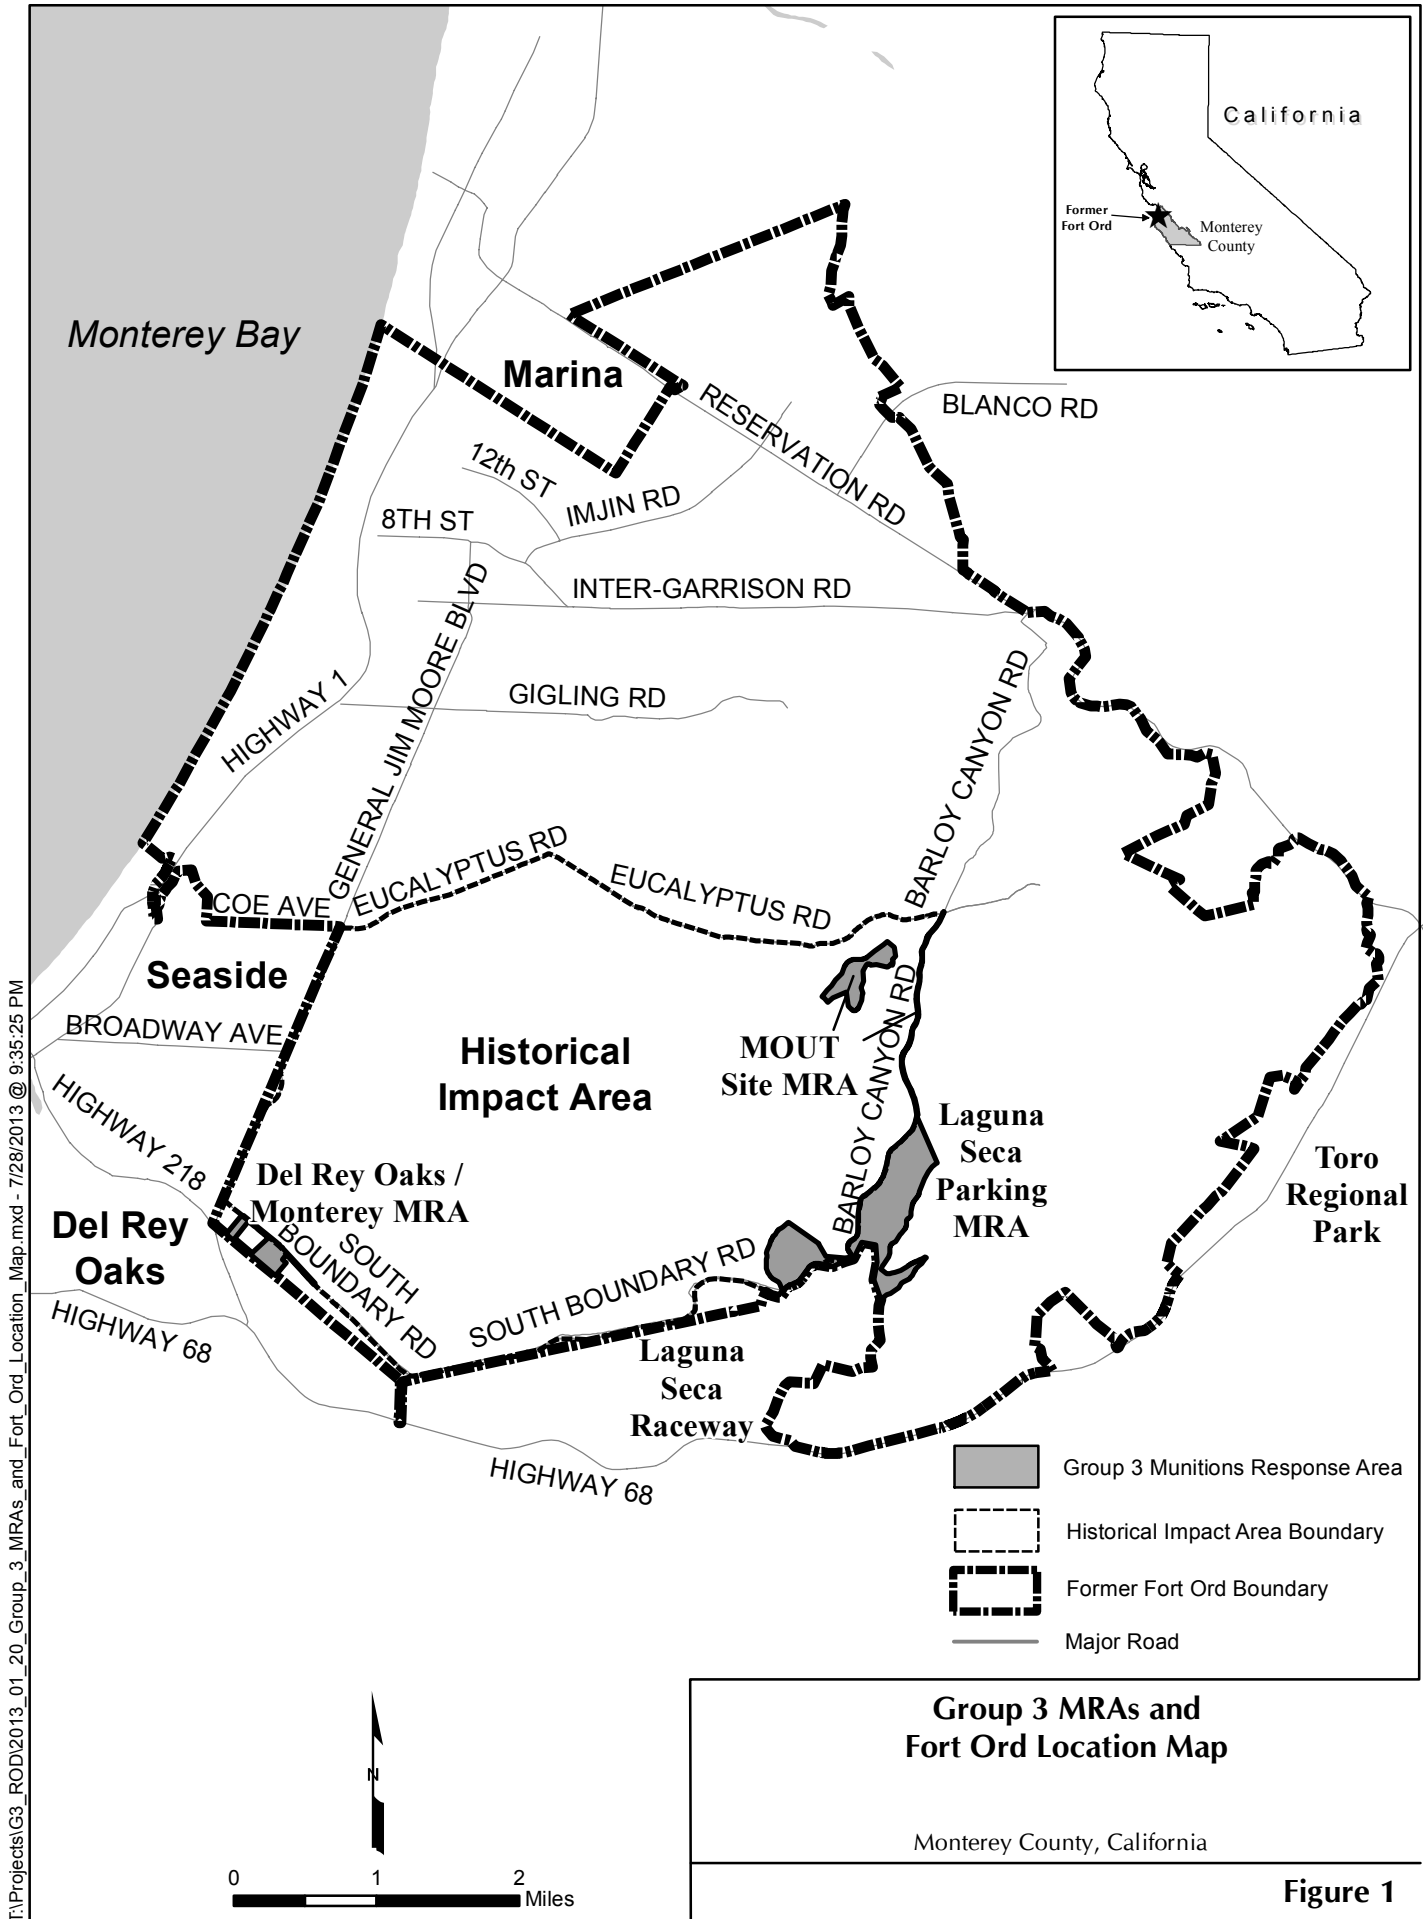 California
Former
Fort Ord
Monterey
County
Monterey Bay
Marina
RESERVATION RD
BLANCO RD
12th ST
IMJIN RD
8TH ST
INTER-GARRISON RD
GENERAL JIM MOORE BLVD
HIGHWAY 1
GIGLING RD
BARLOY CANYON RD
EUCALYPTUS RD
EUCALYPTUS RD
COE AVE
Seaside
BROADWAY AVE
Historical
Impact Area
MOUT
Site MRA
BARLOY CANYON RD
Laguna
Seca
Parking
MRA
HIGHWAY 218
Del Rey Oaks /
Monterey MRA
Del Rey
Oaks
SOUTH
BOUNDARY RD
SOUTH BOUNDARY RD
Toro
Regional
Park
HIGHWAY 68
Laguna
Seca
Raceway
HIGHWAY 68
Group 3 Munitions Response Area
Historical Impact Area Boundary
Former Fort Ord Boundary
Major Road
N
0 1 2
Miles
Group 3 MRAs and
Fort Ord Location Map
Monterey County, California
Figure 1
T:\Projects\G3_ROD\2013_01_20_Group_3_MRAs_and_Fort_Ord_Location_Map.mxd - 7/28/2013 @ 9:35:25 PM